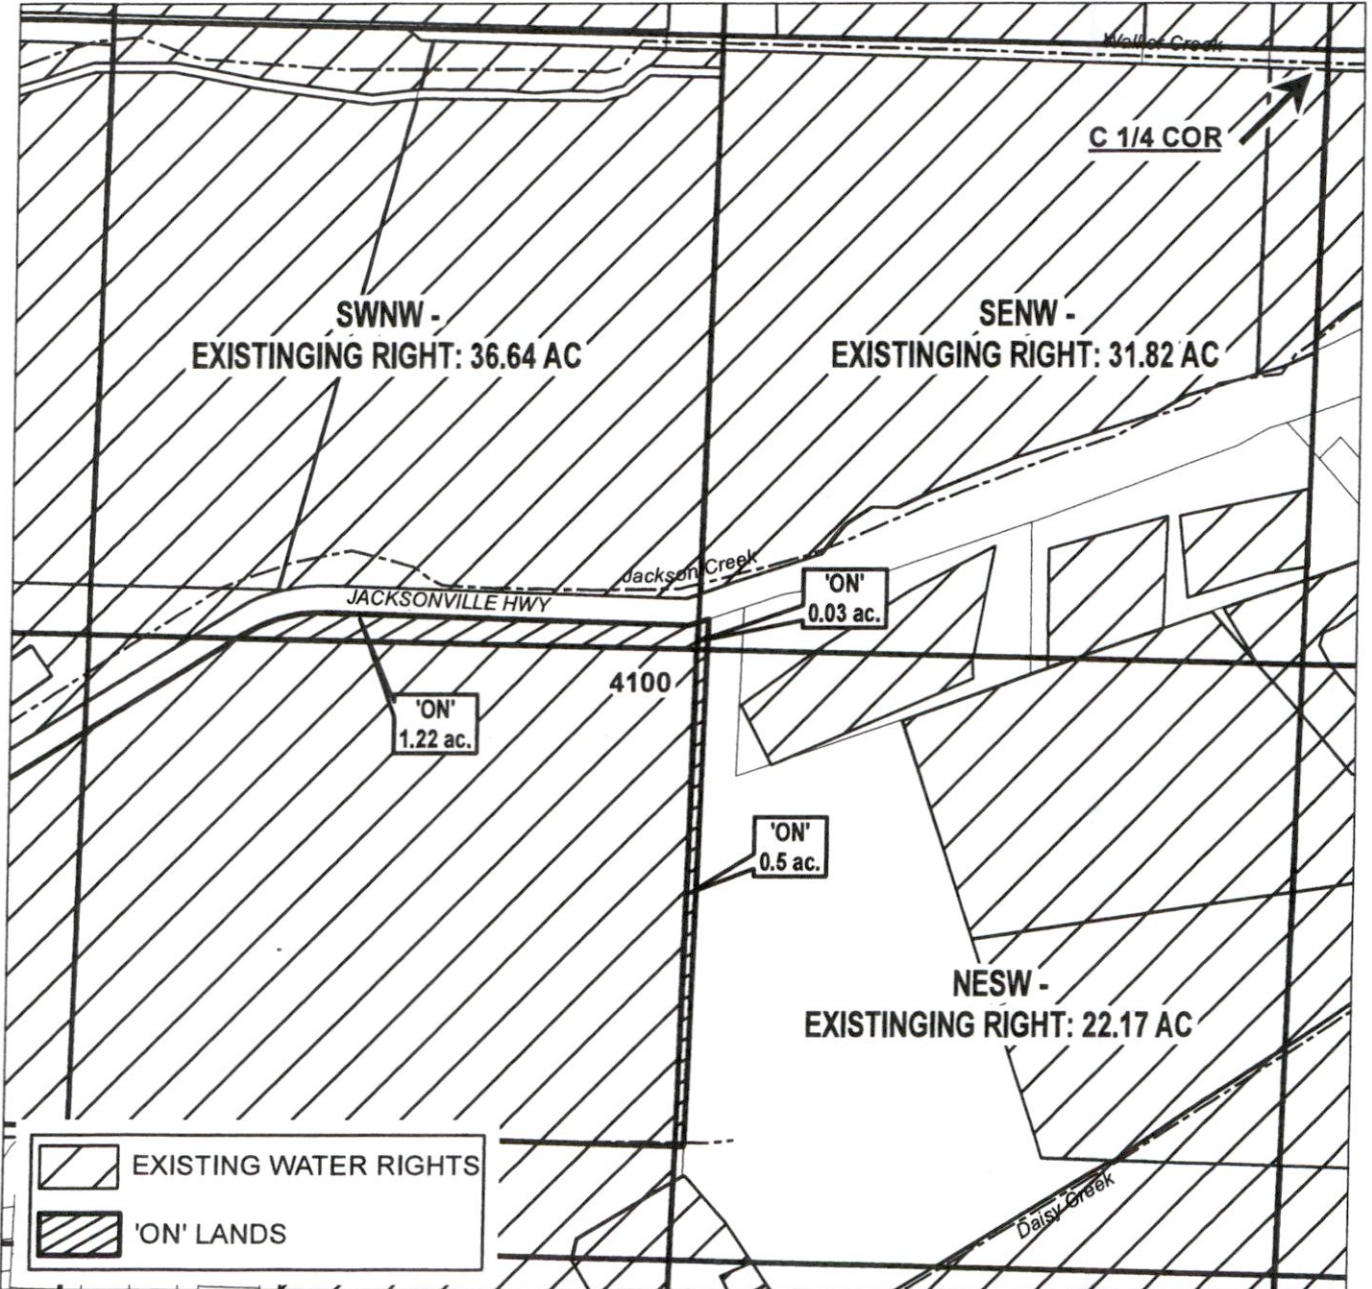 Walker Creek
C 1/4 COR
SWNW -
EXISTINGING RIGHT: 36.64 AC
SENW -
EXISTINGING RIGHT: 31.82 AC
Jackson Creek
JACKSONVILLE HWY
'ON'
0.03 ac.
4100
'ON'
1.22 ac.
'ON'
0.5 ac.
NESW -
EXISTINGING RIGHT: 22.17 AC
Daisy Creek
EXISTING WATER RIGHTS
'ON' LANDS